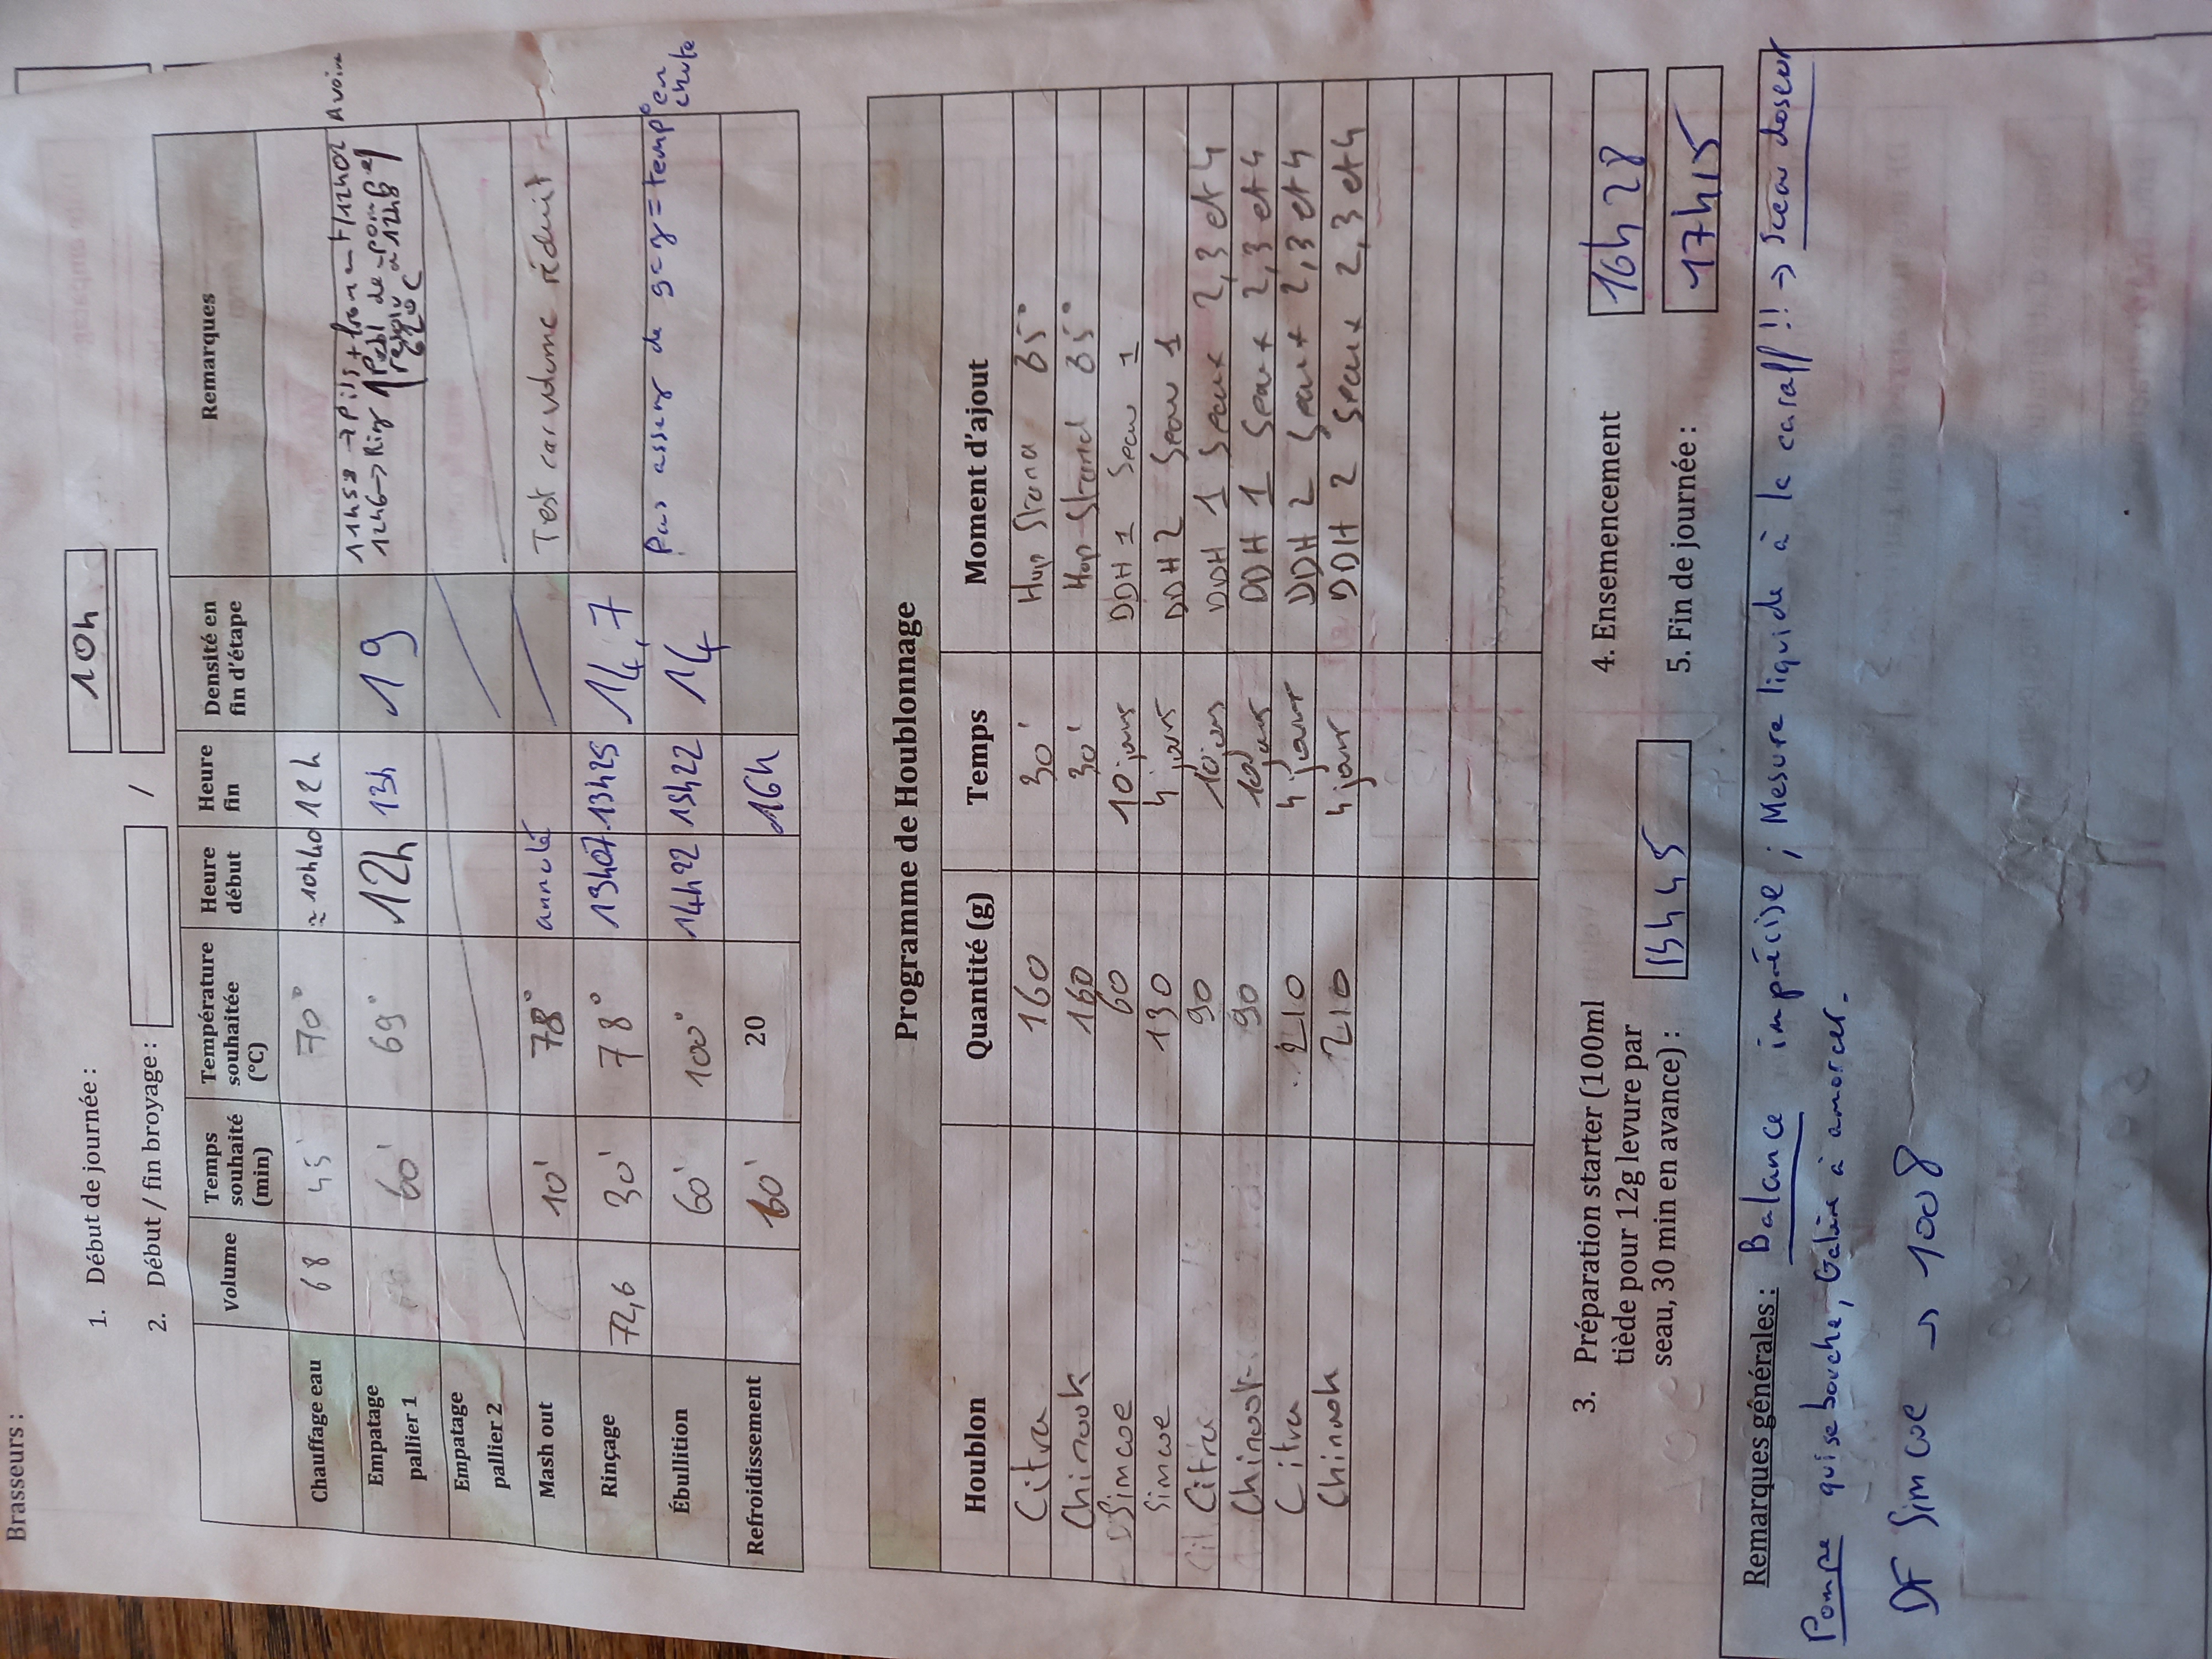 Brasseurs :
1. Début de journée : 10h
2. Début / fin broyage : /
Volume Temps souhaité (min) Température souhaitée (°C) Heure début Heure fin Densité en fin d'étape Remarques
Chauffage eau 68 45' 70° ≈ 10h40 12h
Empatage pallier 1 60' 69° 12h 13h 19 11h58 → Pils + froment/12h02 Avoine
12h6 → Riz / Probl de pompe / résolu à 12h8
62°C
Empatage pallier 2
Mash out 10' 78° annulé Test car volume réduit
Rinçage 72,6 30' 78° 13h07 13h25 14,7
Ébullition 60' 100° 14h22 15h22 14 Pas assez de gaz = temp° en chute
Refroidissement 60' 20 16h
Programme de Houblonnage
Houblon Quantité (g) Temps Moment d'ajout
Citra 160 30' Hop Stand 85°
Chinook 160 30' Hop Stand 85°
Simcoe 60 10 jours DDH 1 Seau 1
Simcoe 130 4 jours DDH 2 Seau 1
Citra 90 10 jours DDH 1 Seaux 2,3 et 4
Chinook 90 10 jours DDH 1 Seaux 2,3 et 4
Citra 210 4 jours DDH 2 Seaux 2,3 et 4
Chinook 210 4 jours DDH 2 Seaux 2,3 et 4
3. Préparation starter (100ml
tiède pour 12g levure par
seau, 30 min en avance) : 15h45
4. Ensemencement 16h28
5. Fin de journée : 17h15
Remarques générales : Balance imprécise ; Mesure liquide à la caraff !! → Sceau doseur
Pompe qui se bouche, Galère à amorcer.
DF Simcoe → 1008